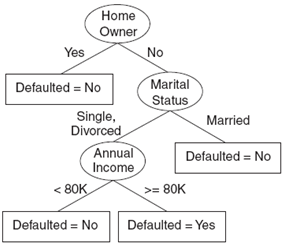 Home
Owner
Yes
No
Defaulted = No
Marital
Status
Single,
Divorced
Married
Annual
Income
Defaulted = No
< 80K
>= 80K
Defaulted = No
Defaulted = Yes